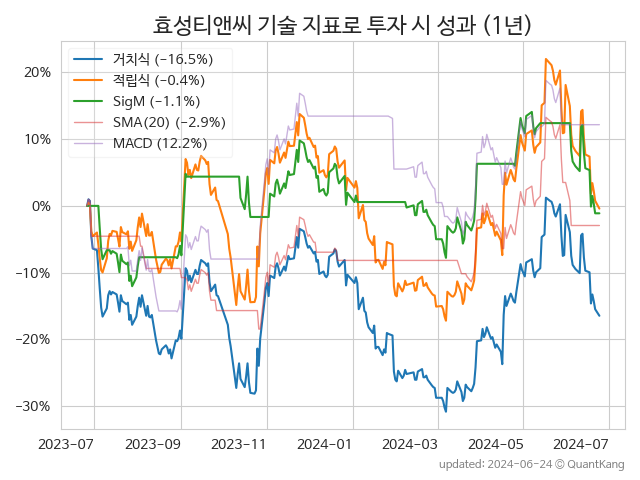 효성티앤씨 기술 지표로 투자 시 성과 (1년)
거치식 (−16.5%)
적립식 (−0.4%)
SigM (−1.1%)
SMA(20) (−2.9%)
MACD (12.2%)
20%
10%
0%
−10%
−20%
−30%
2023-07 2023-09 2023-11 2024-01 2024-03 2024-05 2024-07
updated: 2024-06-24 © QuantKang